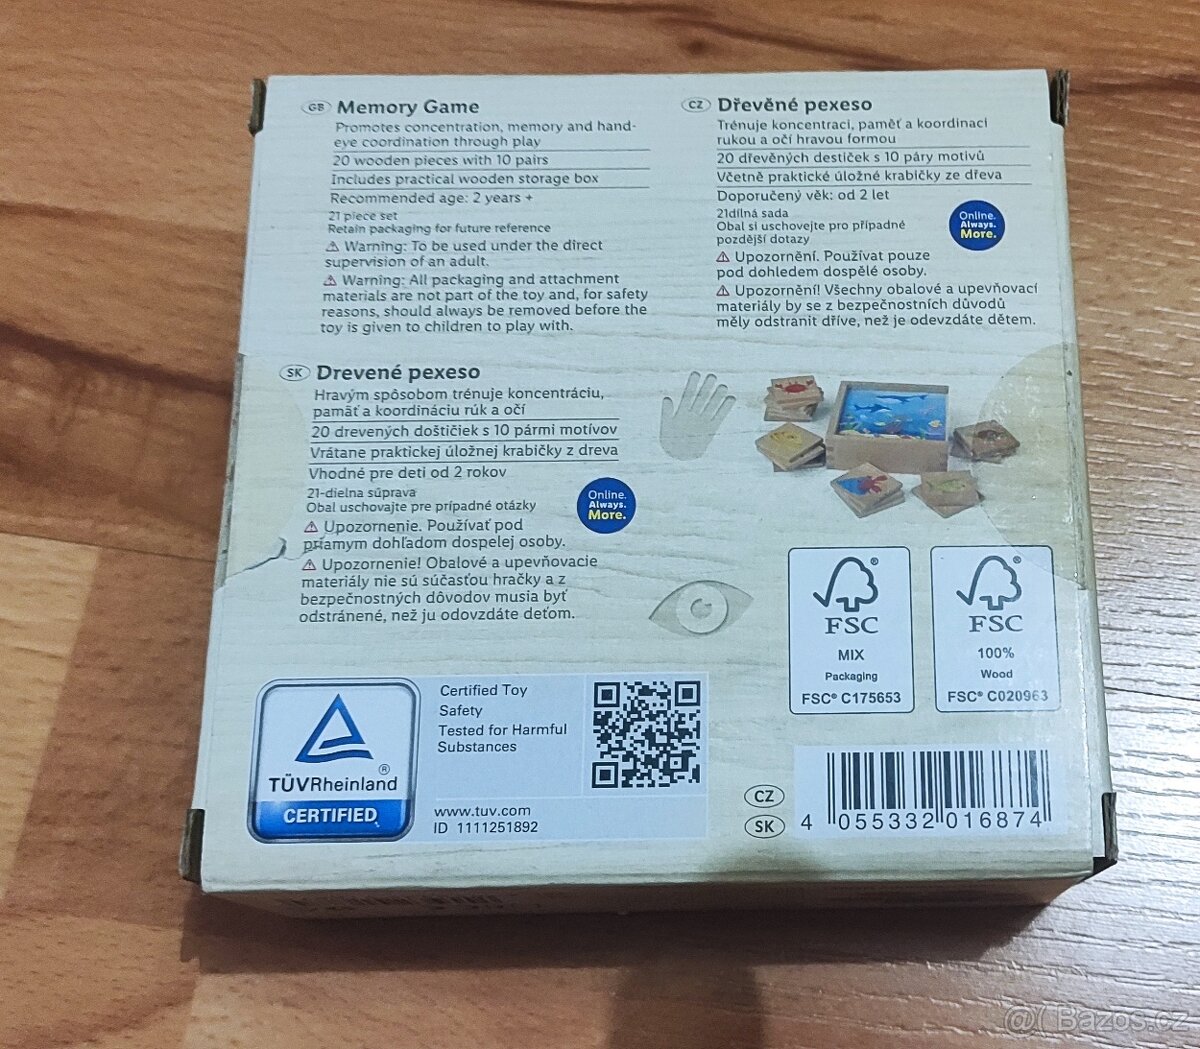 GB Memory Game
Promotes concentration, memory and hand-
eye coordination through play
20 wooden pieces with 10 pairs
Includes practical wooden storage box
Recommended age: 2 years +
21 piece set
Retain packaging for future reference
⚠ Warning: To be used under the direct
supervision of an adult.
⚠ Warning: All packaging and attachment
materials are not part of the toy and, for safety
reasons, should always be removed before the
toy is given to children to play with.
CZ Dřevěné pexeso
Trénuje koncentraci, paměť a koordinaci
rukou a očí hravou formou
20 dřevěných destiček s 10 páry motivů
Včetně praktické úložné krabičky ze dřeva
Doporučený věk: od 2 let
21dílná sada
Obal si uschovejte pro případné
pozdější dotazy
⚠ Upozornění. Používat pouze
pod dohledem dospělé osoby.
⚠ Upozornění! Všechny obalové a upevňovací
materiály by se z bezpečnostních důvodů
měly odstranit dříve, než je odevzdáte dětem.
Online.
Always.
More.
SK Drevené pexeso
Hravým spôsobom trénuje koncentráciu,
pamäť a koordináciu rúk a očí
20 drevených doštičiek s 10 pármi motívov
Vrátane praktickej úložnej krabičky z dreva
Vhodné pre deti od 2 rokov
21-dielna súprava
Obal uschovajte pre prípadné otázky
⚠ Upozornenie. Používať pod
priamym dohľadom dospelej osoby.
⚠ Upozornenie! Obalové a upevňovacie
materiály nie sú súčasťou hračky a z
bezpečnostných dôvodov musia byť
odstránené, než ju odovzdáte deťom.
Online.
Always.
More.
®
FSC
MIX
Packaging
FSC® C175653
®
FSC
100%
Wood
FSC® C020963
TÜVRheinland®
CERTIFIED
Certified Toy
Safety
Tested for Harmful
Substances
www.tuv.com
ID 1111251892
CZ
SK
4 055332 016874
@( Bazos.cz